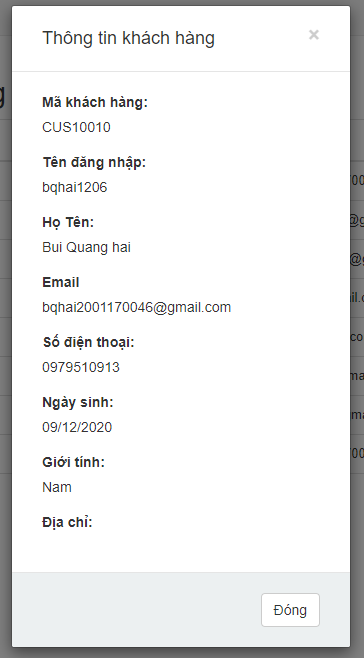 Thông tin khách hàng
×
Mã khách hàng:
CUS10010
Tên đăng nhập:
bqhai1206
Họ Tên:
Bui Quang hai
Email
bqhai2001170046@gmail.com
Số điện thoại:
0979510913
Ngày sinh:
09/12/2020
Giới tính:
Nam
Địa chỉ:
Đóng